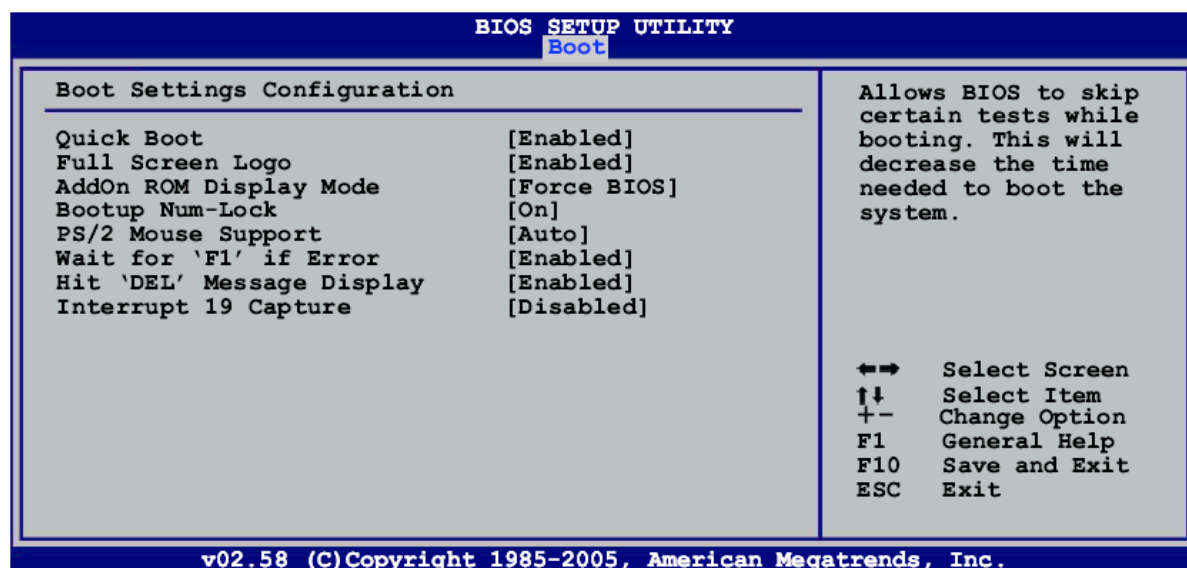 BIOS SETUP UTILITY
Boot
Boot Settings Configuration
Quick Boot [Enabled]
Full Screen Logo [Enabled]
AddOn ROM Display Mode [Force BIOS]
Bootup Num-Lock [On]
PS/2 Mouse Support [Auto]
Wait for ‘F1’ if Error [Enabled]
Hit ‘DEL’ Message Display [Enabled]
Interrupt 19 Capture [Disabled]
Allows BIOS to skip
certain tests while
booting. This will
decrease the time
needed to boot the
system.
←→ Select Screen
↑↓ Select Item
+- Change Option
F1 General Help
F10 Save and Exit
ESC Exit
v02.58 (C)Copyright 1985-2005, American Megatrends, Inc.